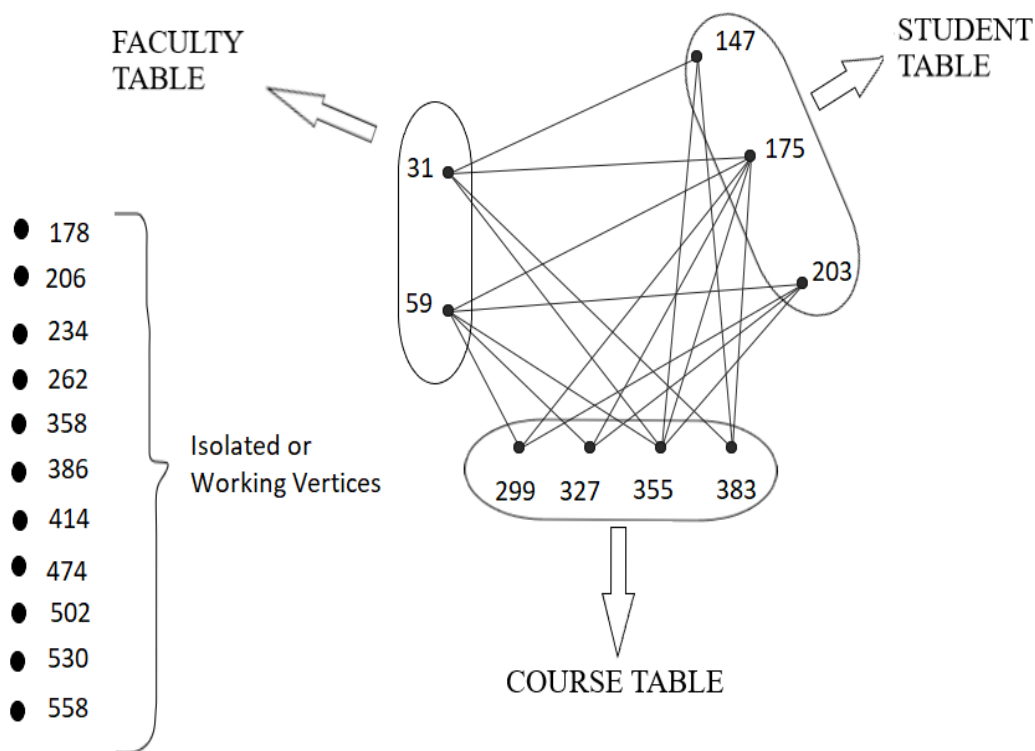 FACULTY
TABLE
STUDENT
TABLE
147
175
203
31
59
178
206
234
262
358
386
414
474
502
530
558
Isolated or
Working Vertices
299 327 355 383
COURSE TABLE